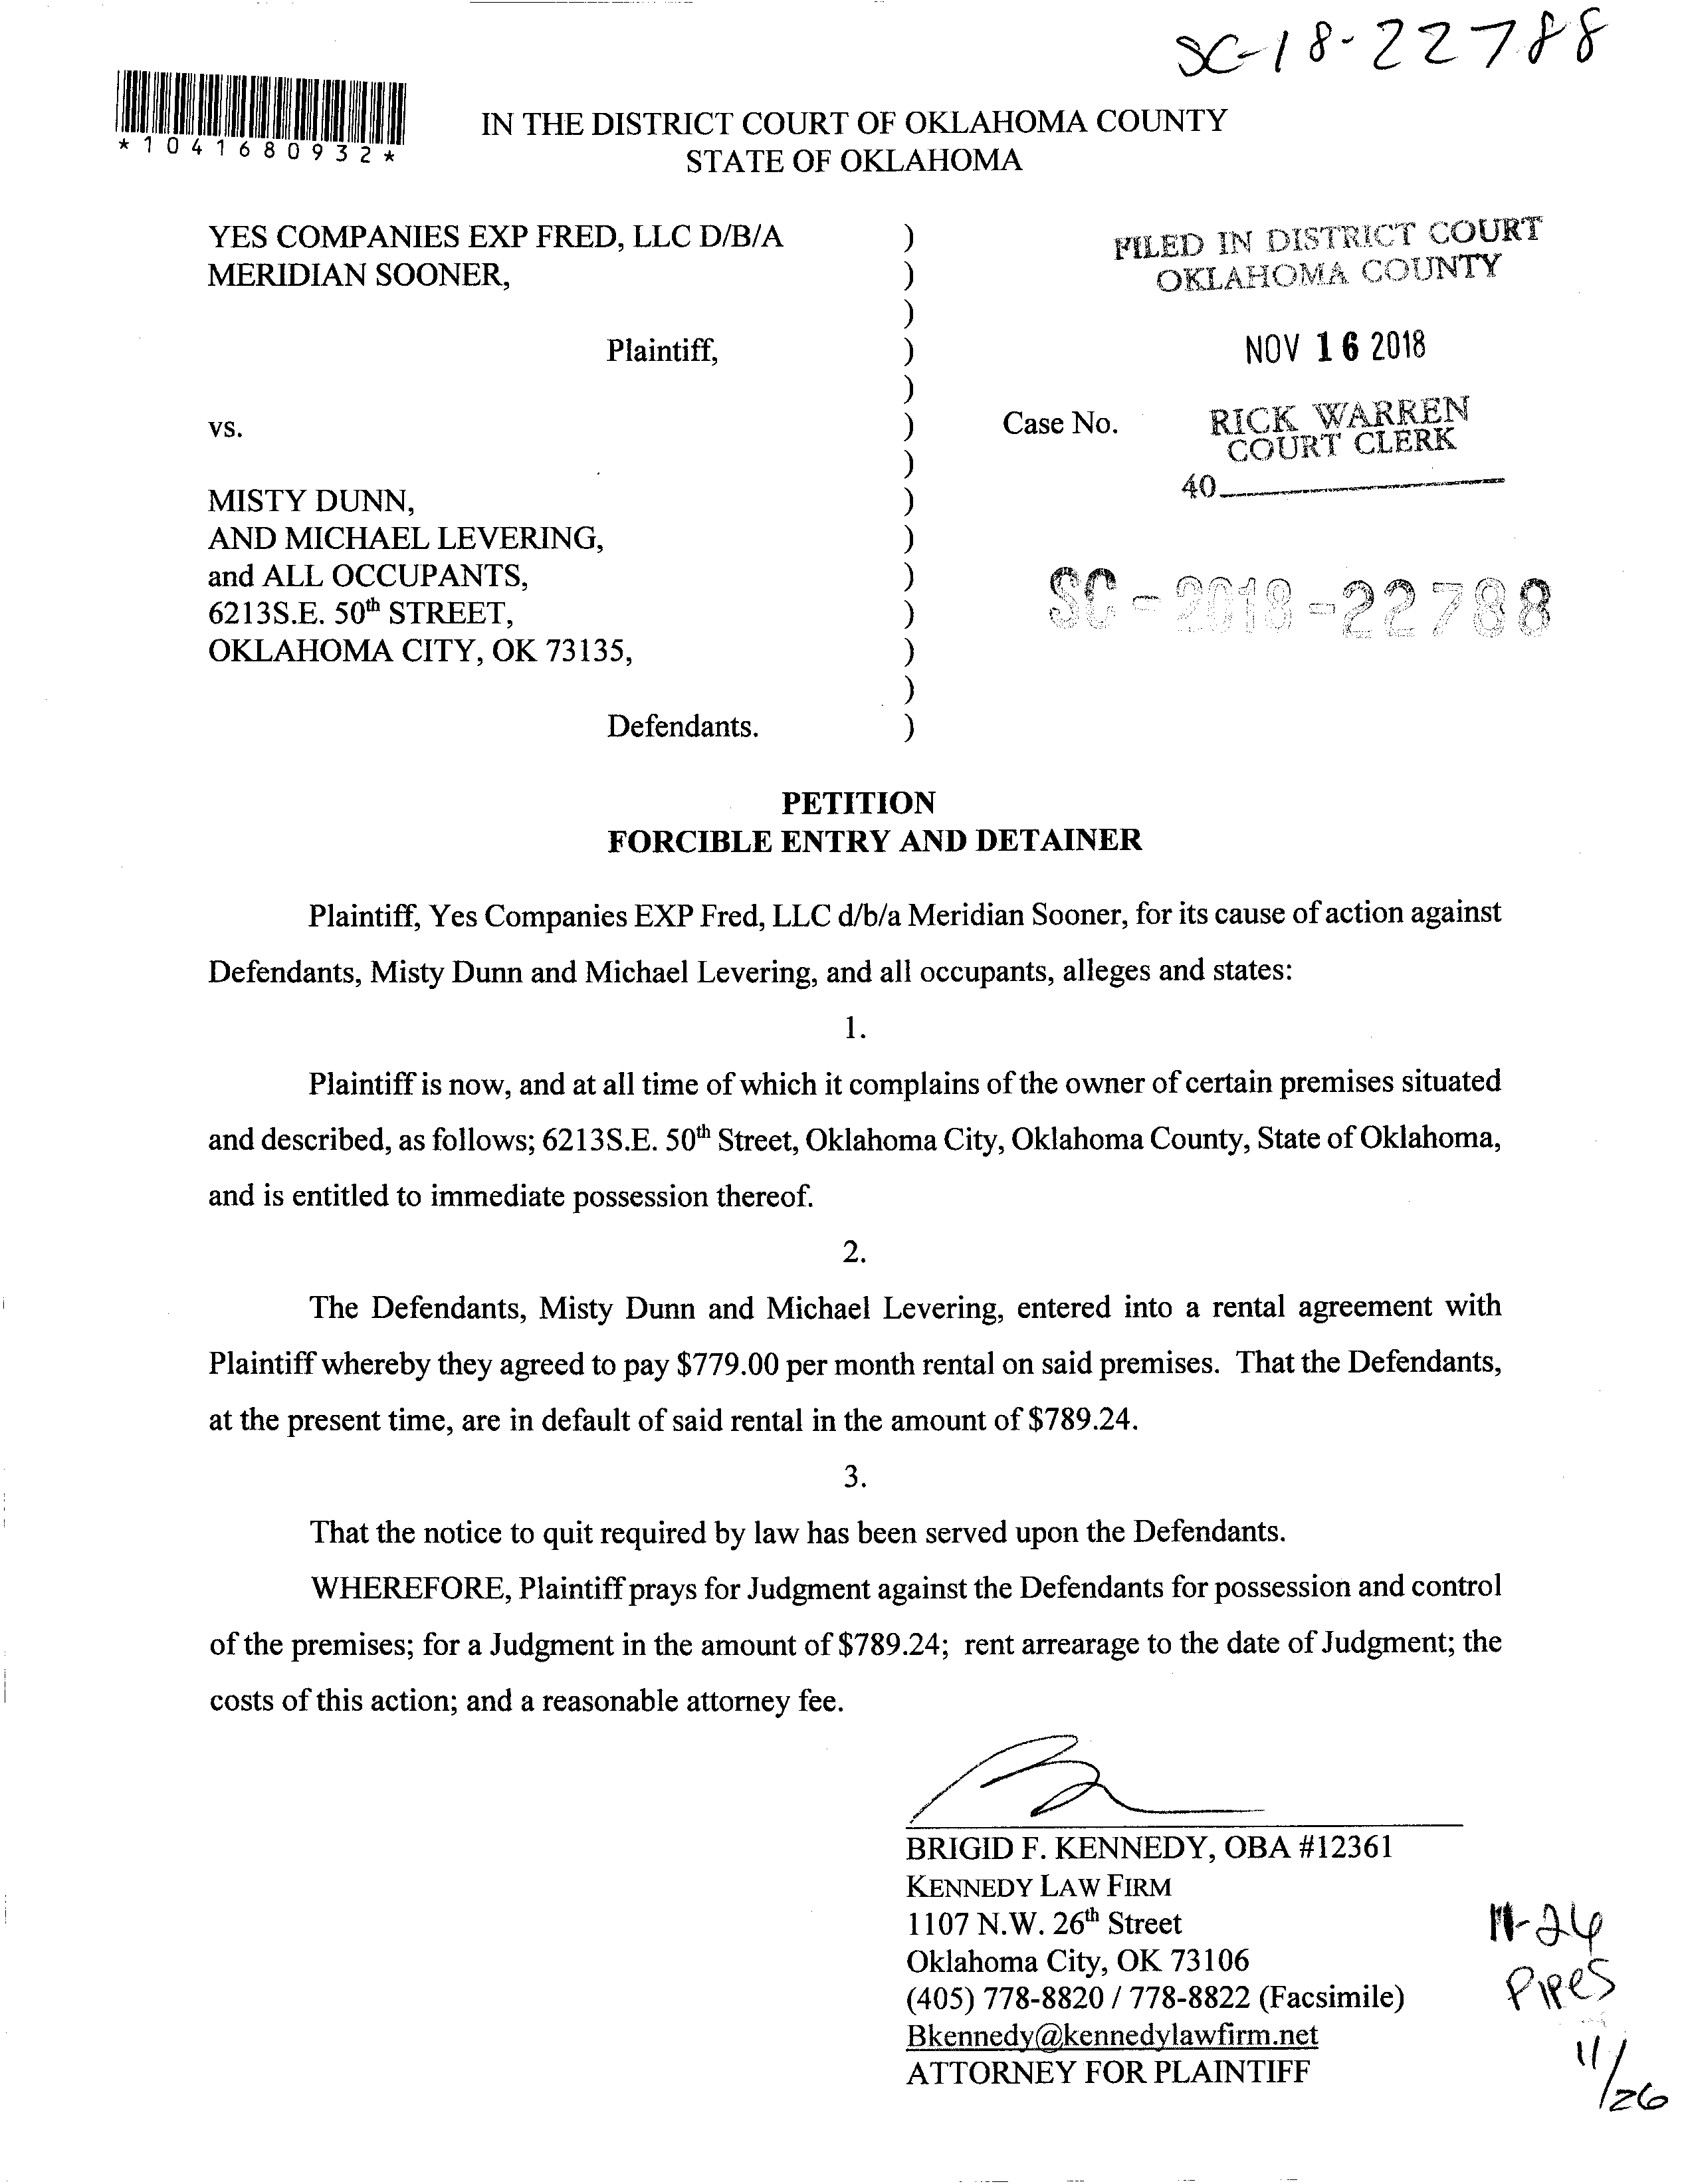 SC-18-22788
*1041680932*
IN THE DISTRICT COURT OF OKLAHOMA COUNTY
STATE OF OKLAHOMA
YES COMPANIES EXP FRED, LLC D/B/A )
MERIDIAN SOONER, )
)
Plaintiff, )
)
vs. )
)
MISTY DUNN, )
AND MICHAEL LEVERING, )
and ALL OCCUPANTS, )
6213S.E. 50th STREET, )
OKLAHOMA CITY, OK 73135, )
)
Defendants. )
FILED IN DISTRICT COURT
OKLAHOMA COUNTY
NOV 16 2018
Case No. RICK WARREN
COURT CLERK
40
SC-2018-22788
PETITION
FORCIBLE ENTRY AND DETAINER
Plaintiff, Yes Companies EXP Fred, LLC d/b/a Meridian Sooner, for its cause of action against
Defendants, Misty Dunn and Michael Levering, and all occupants, alleges and states:
1.
Plaintiff is now, and at all time of which it complains of the owner of certain premises situated
and described, as follows; 6213S.E. 50th Street, Oklahoma City, Oklahoma County, State of Oklahoma,
and is entitled to immediate possession thereof.
2.
The Defendants, Misty Dunn and Michael Levering, entered into a rental agreement with
Plaintiff whereby they agreed to pay $779.00 per month rental on said premises. That the Defendants,
at the present time, are in default of said rental in the amount of $789.24.
3.
That the notice to quit required by law has been served upon the Defendants.
WHEREFORE, Plaintiff prays for Judgment against the Defendants for possession and control
of the premises; for a Judgment in the amount of $789.24; rent arrearage to the date of Judgment; the
costs of this action; and a reasonable attorney fee.
BRIGID F. KENNEDY, OBA #12361
KENNEDY LAW FIRM
1107 N.W. 26th Street
Oklahoma City, OK 73106
(405) 778-8820 / 778-8822 (Facsimile)
Bkennedy@kennedylawfirm.net
ATTORNEY FOR PLAINTIFF
11-26
Pipes
11/26